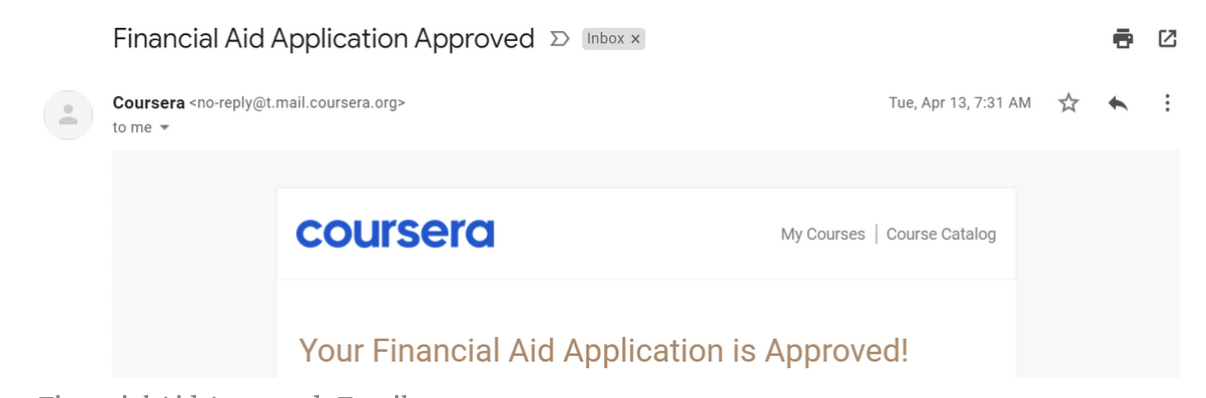 Financial Aid Application Approved Inbox ×
Coursera <no-reply@t.mail.coursera.org> Tue, Apr 13, 7:31 AM
to me
coursera My Courses | Course Catalog
Your Financial Aid Application is Approved!